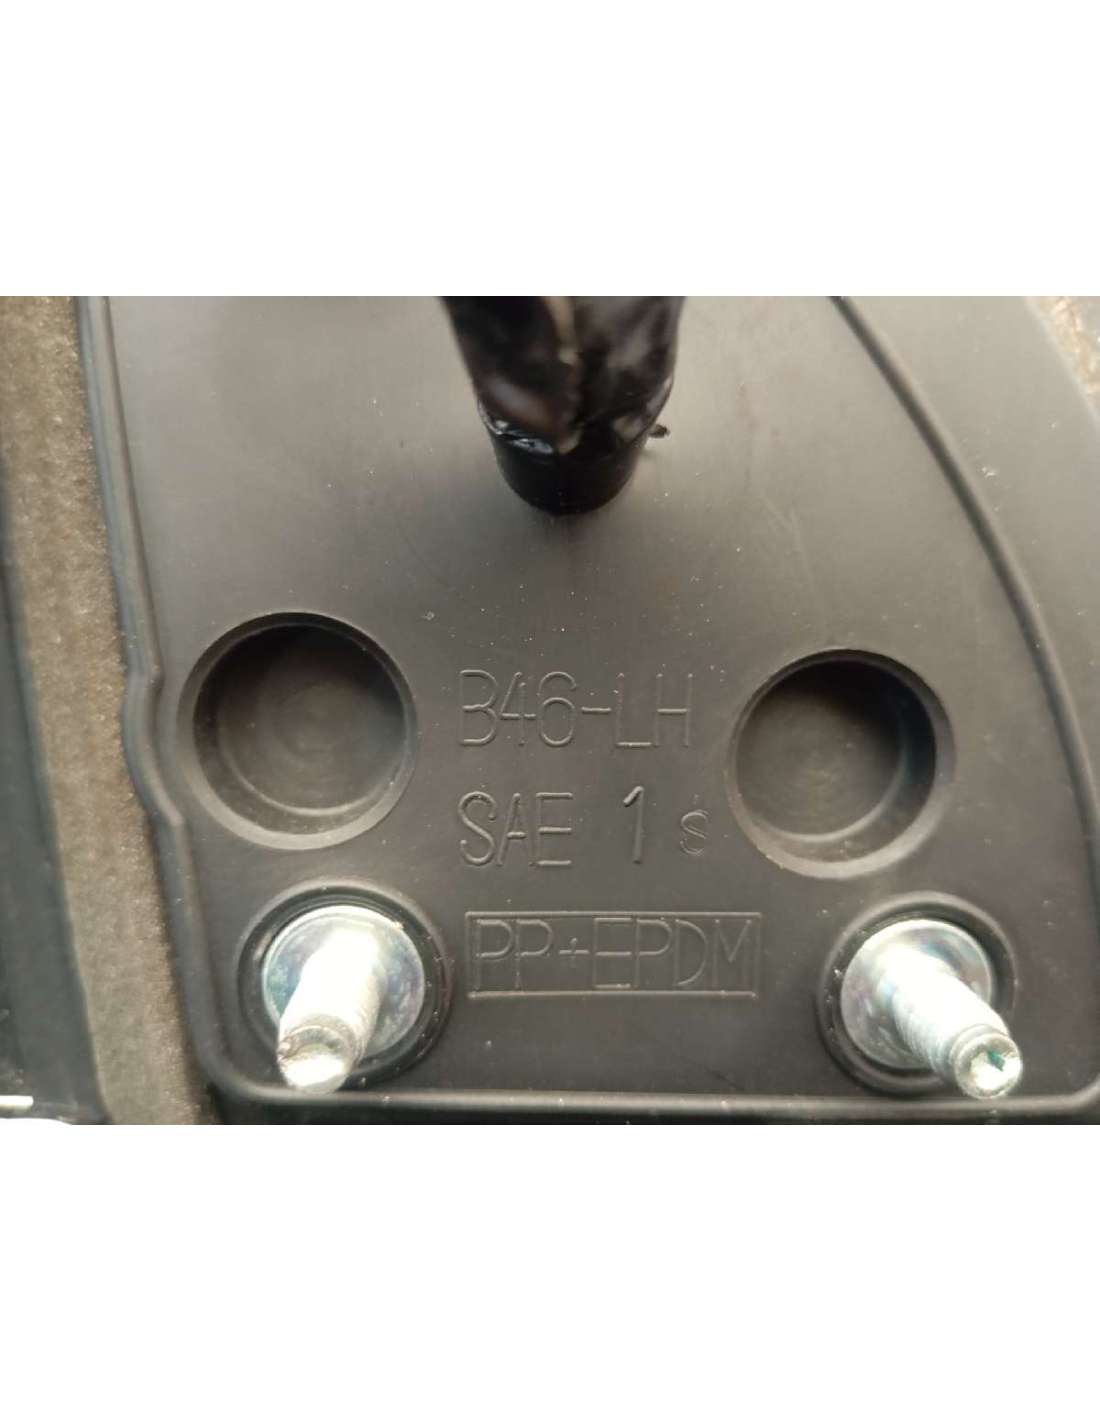 B46-LH
SAE 1 s
PP+EPDM